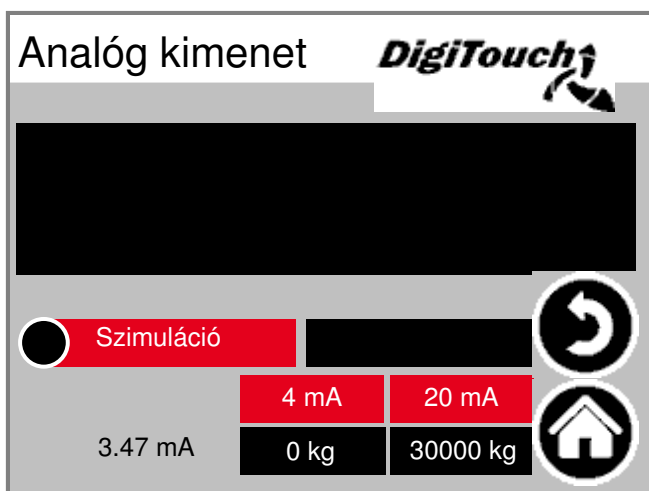 Analóg kimenet
DigiTouch
Szimuláció
4 mA 20 mA
3.47 mA 0 kg 30000 kg